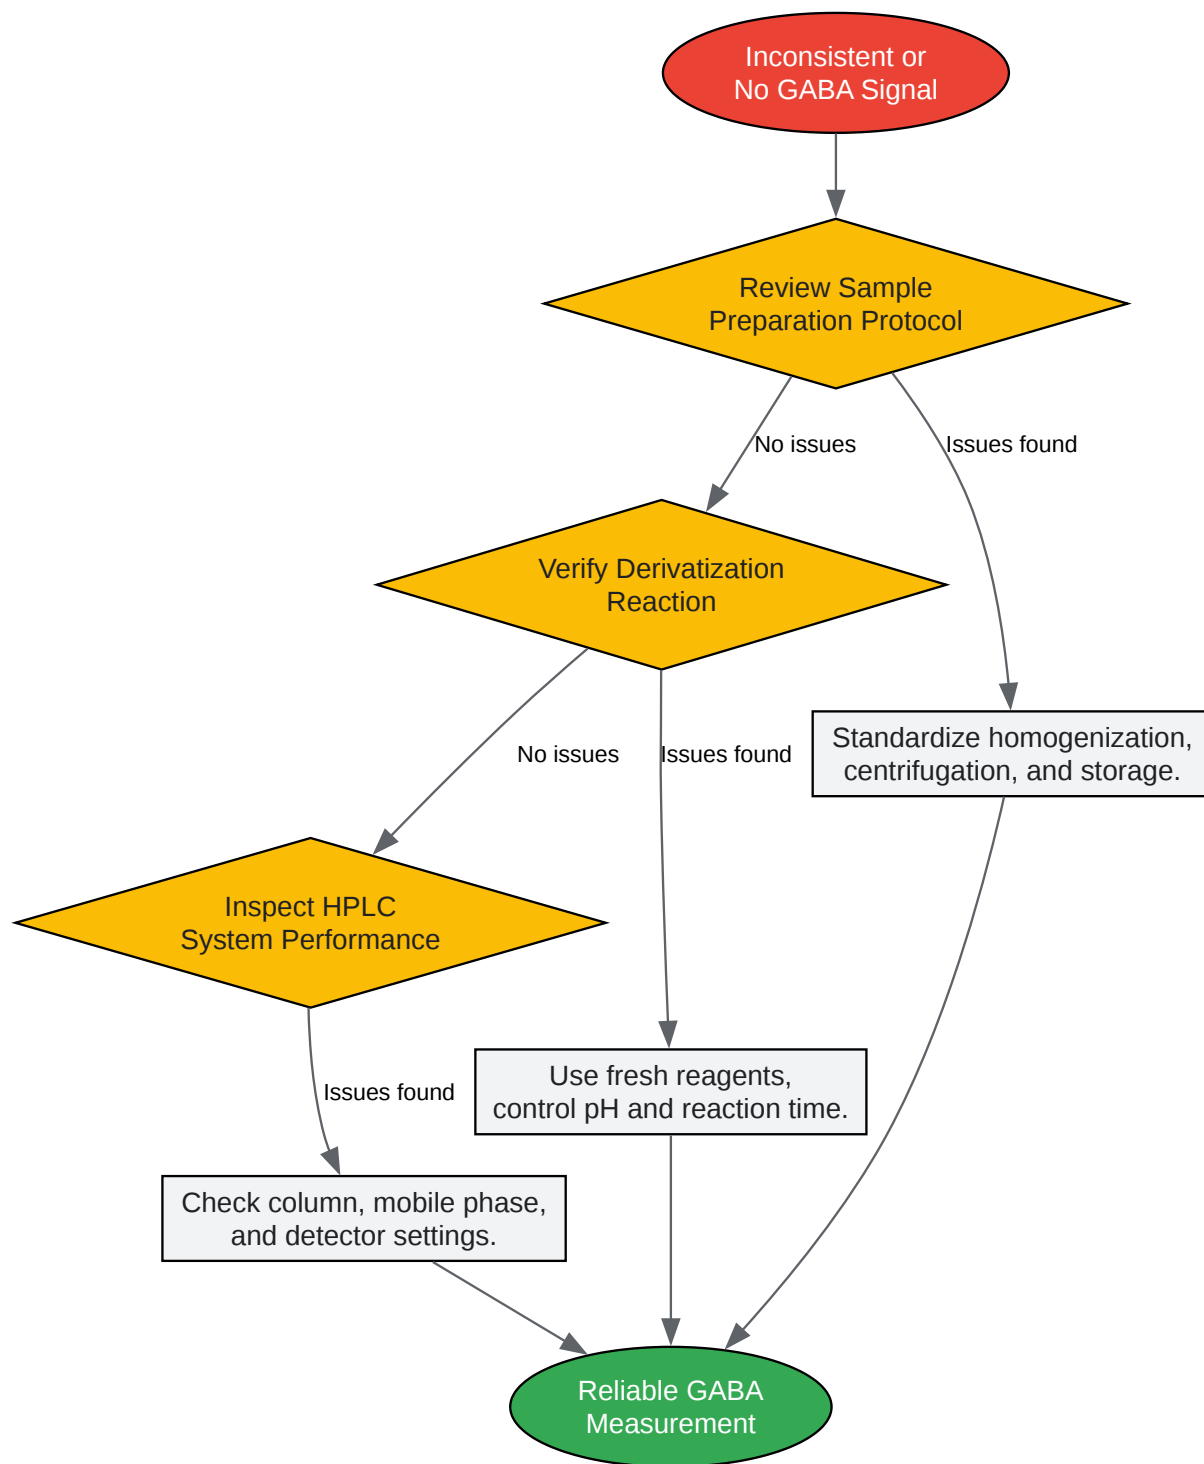 Inconsistent or
No GABA Signal
Review Sample
Preparation Protocol
No issues
Issues found
Verify Derivatization
Reaction
No issues
Issues found
Standardize homogenization,
centrifugation, and storage.
Inspect HPLC
System Performance
Issues found
Use fresh reagents,
control pH and reaction time.
Check column, mobile phase,
and detector settings.
Reliable GABA
Measurement